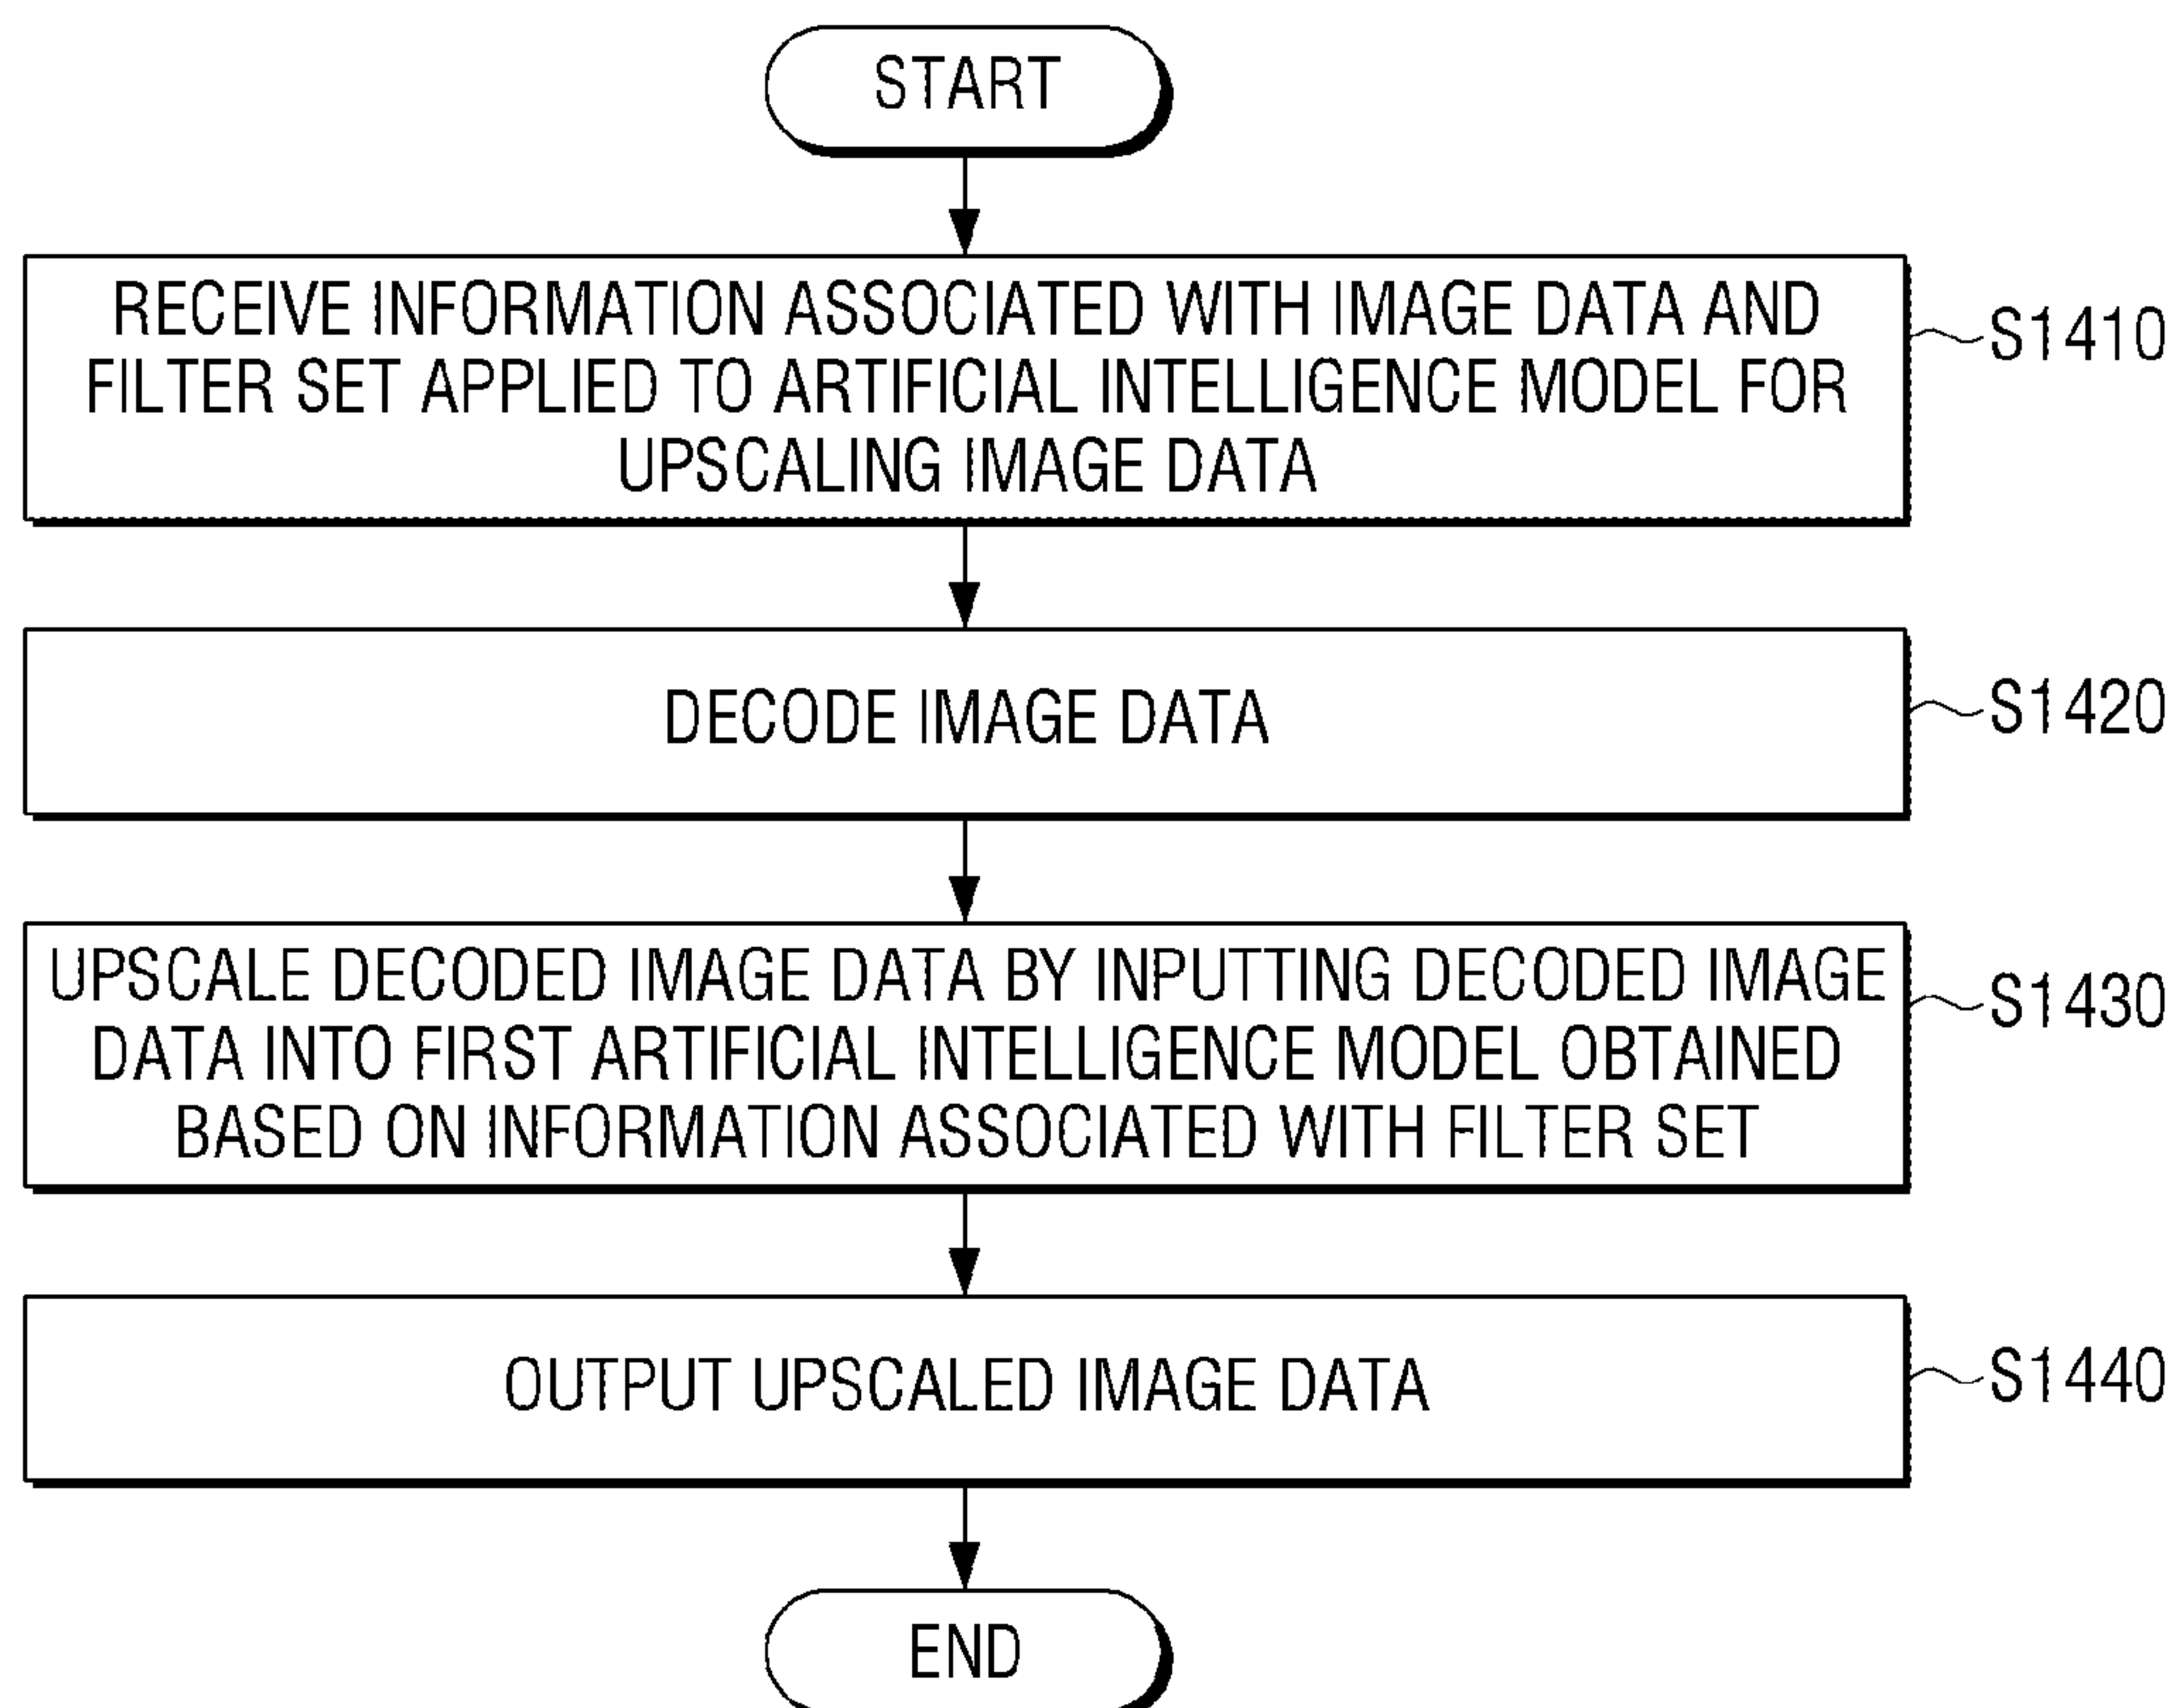 START
RECEIVE INFORMATION ASSOCIATED WITH IMAGE DATA AND
FILTER SET APPLIED TO ARTIFICIAL INTELLIGENCE MODEL FOR
UPSCALING IMAGE DATA
S1410
DECODE IMAGE DATA
S1420
UPSCALE DECODED IMAGE DATA BY INPUTTING DECODED IMAGE
DATA INTO FIRST ARTIFICIAL INTELLIGENCE MODEL OBTAINED
BASED ON INFORMATION ASSOCIATED WITH FILTER SET
S1430
OUTPUT UPSCALED IMAGE DATA
S1440
END